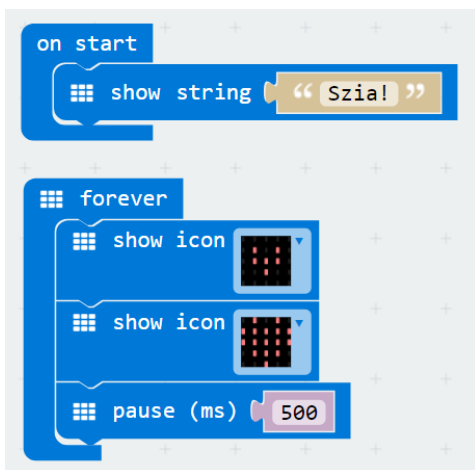 on start
show string “ Szia! ”
forever
show icon
show icon
pause (ms) 500